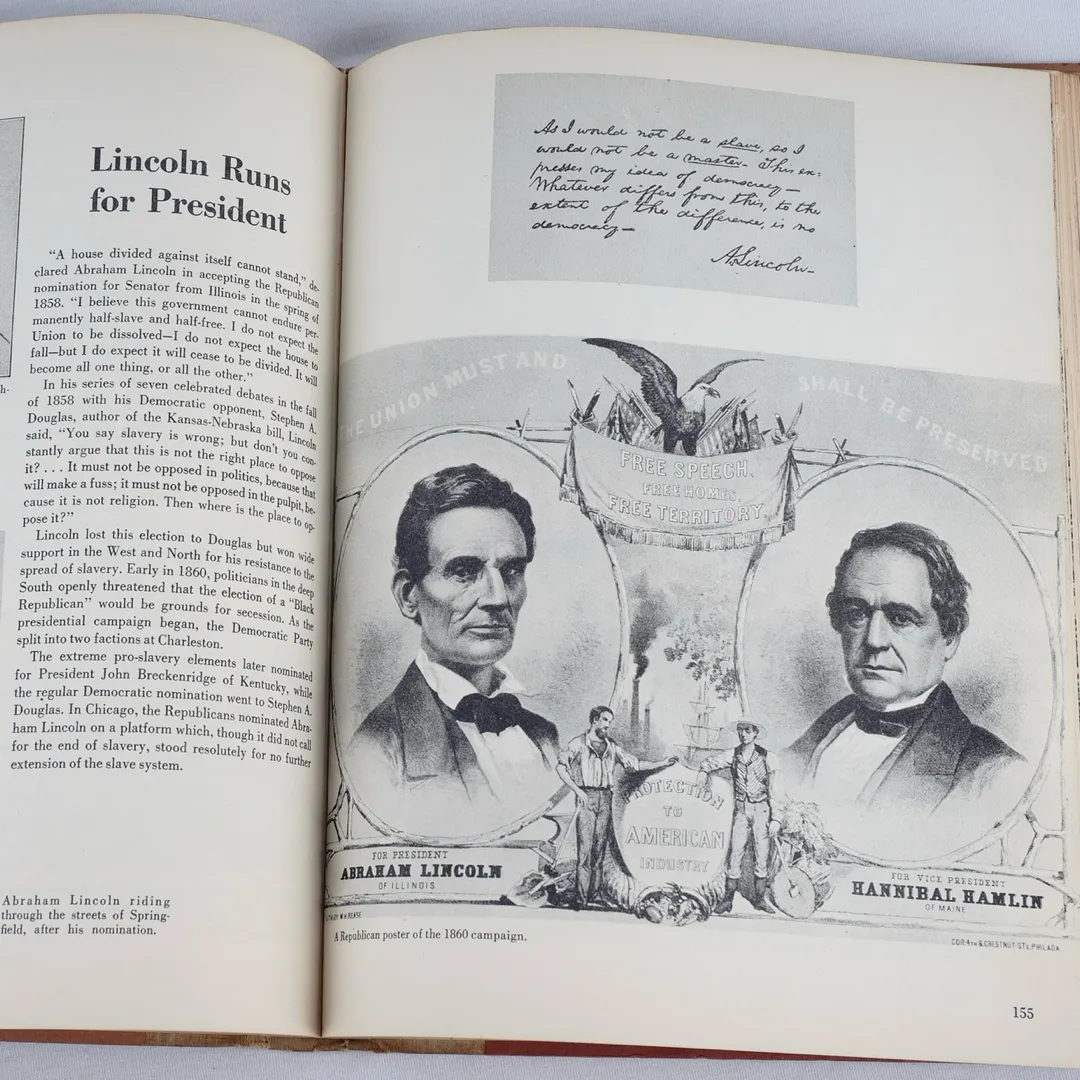 h-
Lincoln Runs
for President
“A house divided against itself cannot stand,” de-
clared Abraham Lincoln in accepting the Republican
nomination for Senator from Illinois in the spring of
1858. “I believe this government cannot endure per-
manently half-slave and half-free. I do not expect the
Union to be dissolved—I do not expect the house to
fall—but I do expect it will cease to be divided. It will
become all one thing, or all the other.”
In his series of seven celebrated debates in the fall
of 1858 with his Democratic opponent, Stephen A.
Douglas, author of the Kansas-Nebraska bill, Lincoln
said, “You say slavery is wrong; but don’t you con-
stantly argue that this is not the right place to oppose
it? . . . It must not be opposed in politics, because that
will make a fuss; it must not be opposed in the pulpit, be-
cause it is not religion. Then where is the place to op-
pose it?”
Lincoln lost this election to Douglas but won wide
support in the West and North for his resistance to the
spread of slavery. Early in 1860, politicians in the deep
South openly threatened that the election of a “Black
Republican” would be grounds for secession. As the
presidential campaign began, the Democratic Party
split into two factions at Charleston.
The extreme pro-slavery elements later nominated
for President John Breckenridge of Kentucky, while
the regular Democratic nomination went to Stephen A.
Douglas. In Chicago, the Republicans nominated Abra-
ham Lincoln on a platform which, though it did not call
for the end of slavery, stood resolutely for no further
extension of the slave system.
Abraham Lincoln riding
through the streets of Spring-
field, after his nomination.
As I would not be a slave, so I
would not be a master. This ex-
presses my idea of democracy—
Whatever differs from this, to the
extent of the difference, is no
democracy—
A. Lincoln—
THE UNION MUST AND
SHALL BE PRESERVED
FREE SPEECH,
FREE HOMES,
FREE TERRITORY
PROTECTION
TO
AMERICAN
INDUSTRY
FOR PRESIDENT
ABRAHAM LINCOLN
OF ILLINOIS
FOR VICE PRESIDENT
HANNIBAL HAMLIN
OF MAINE
COR. 4TH & CHESTNUT STS. PHILADA
A Republican poster of the 1860 campaign.
155